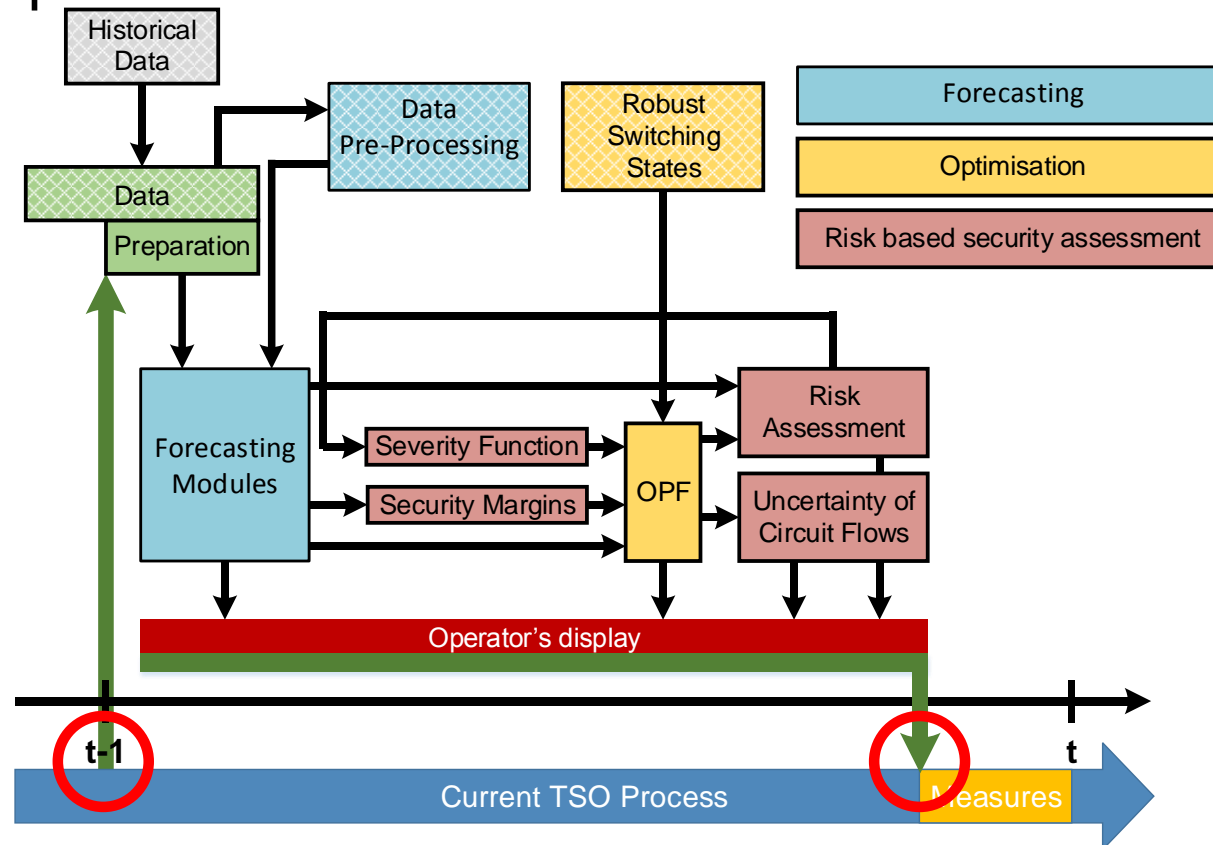 Historical
Data
Data
Pre-Processing
Robust
Switching
States
Forecasting
Optimisation
Risk based security assessment
Data
Preparation
Forecasting
Modules
Severity Function
Security Margins
OPF
Risk
Assessment
Uncertainty of
Circuit Flows
Operator's display
t-1
t
Current TSO Process
Measures